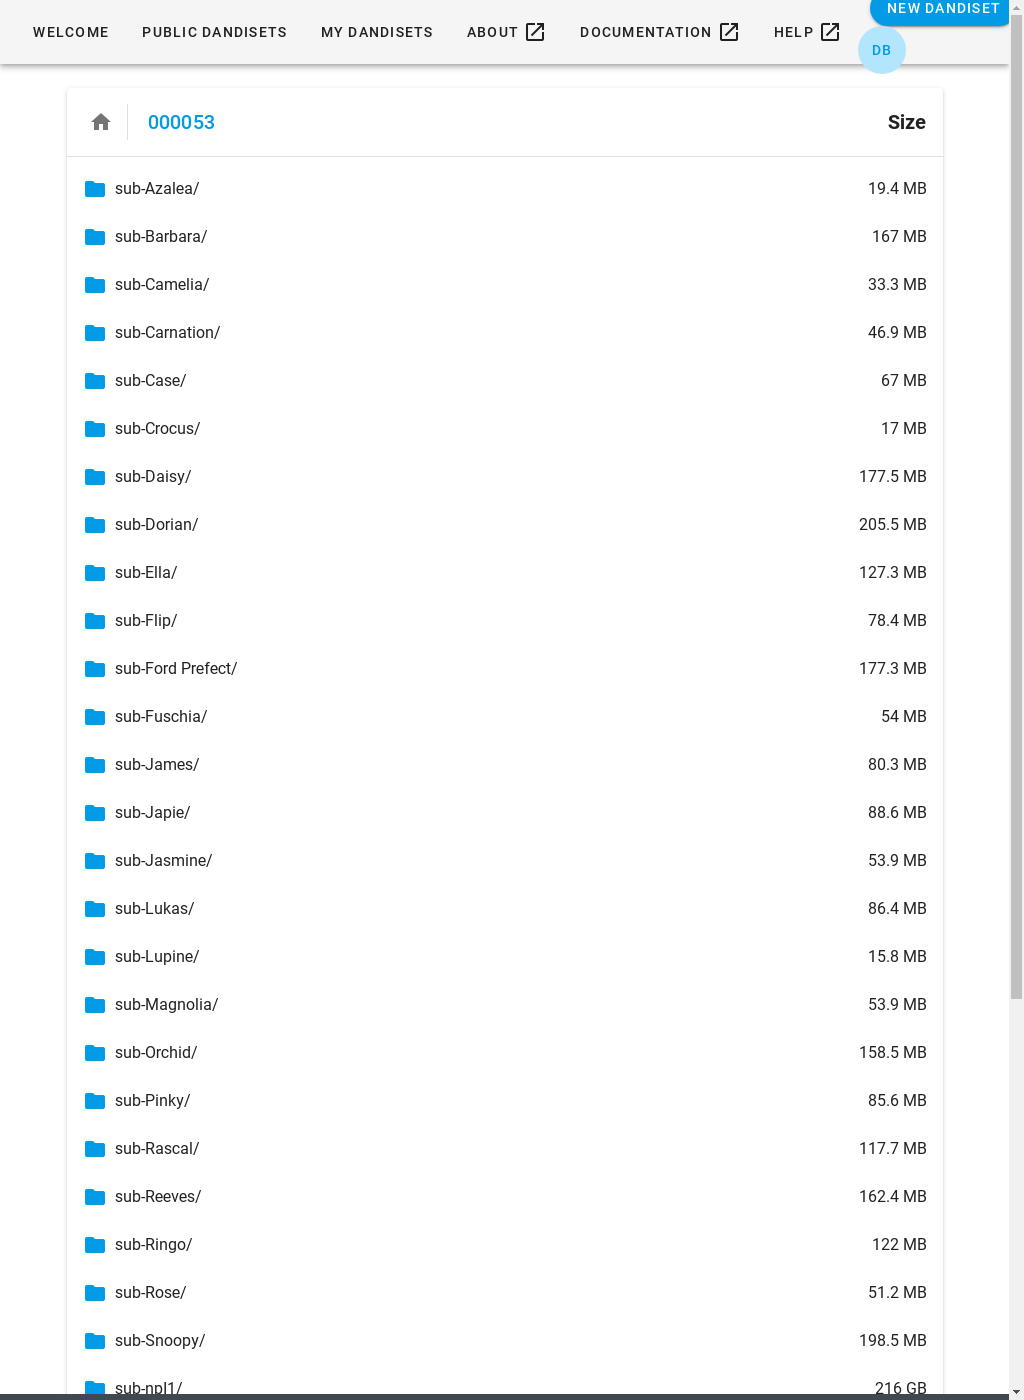 WELCOME PUBLIC DANDISETS MY DANDISETS ABOUT DOCUMENTATION HELP NEW DANDISET
DB
000053 Size
sub-Azalea/ 19.4 MB
sub-Barbara/ 167 MB
sub-Camelia/ 33.3 MB
sub-Carnation/ 46.9 MB
sub-Case/ 67 MB
sub-Crocus/ 17 MB
sub-Daisy/ 177.5 MB
sub-Dorian/ 205.5 MB
sub-Ella/ 127.3 MB
sub-Flip/ 78.4 MB
sub-Ford Prefect/ 177.3 MB
sub-Fuschia/ 54 MB
sub-James/ 80.3 MB
sub-Japie/ 88.6 MB
sub-Jasmine/ 53.9 MB
sub-Lukas/ 86.4 MB
sub-Lupine/ 15.8 MB
sub-Magnolia/ 53.9 MB
sub-Orchid/ 158.5 MB
sub-Pinky/ 85.6 MB
sub-Rascal/ 117.7 MB
sub-Reeves/ 162.4 MB
sub-Ringo/ 122 MB
sub-Rose/ 51.2 MB
sub-Snoopy/ 198.5 MB
sub-npI1/ 216 GB